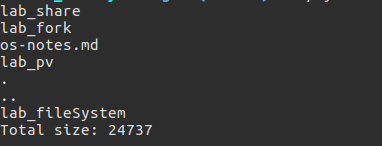 lab_share
lab_fork
os-notes.md
lab_pv
.
..
lab_fileSystem
Total size: 24737